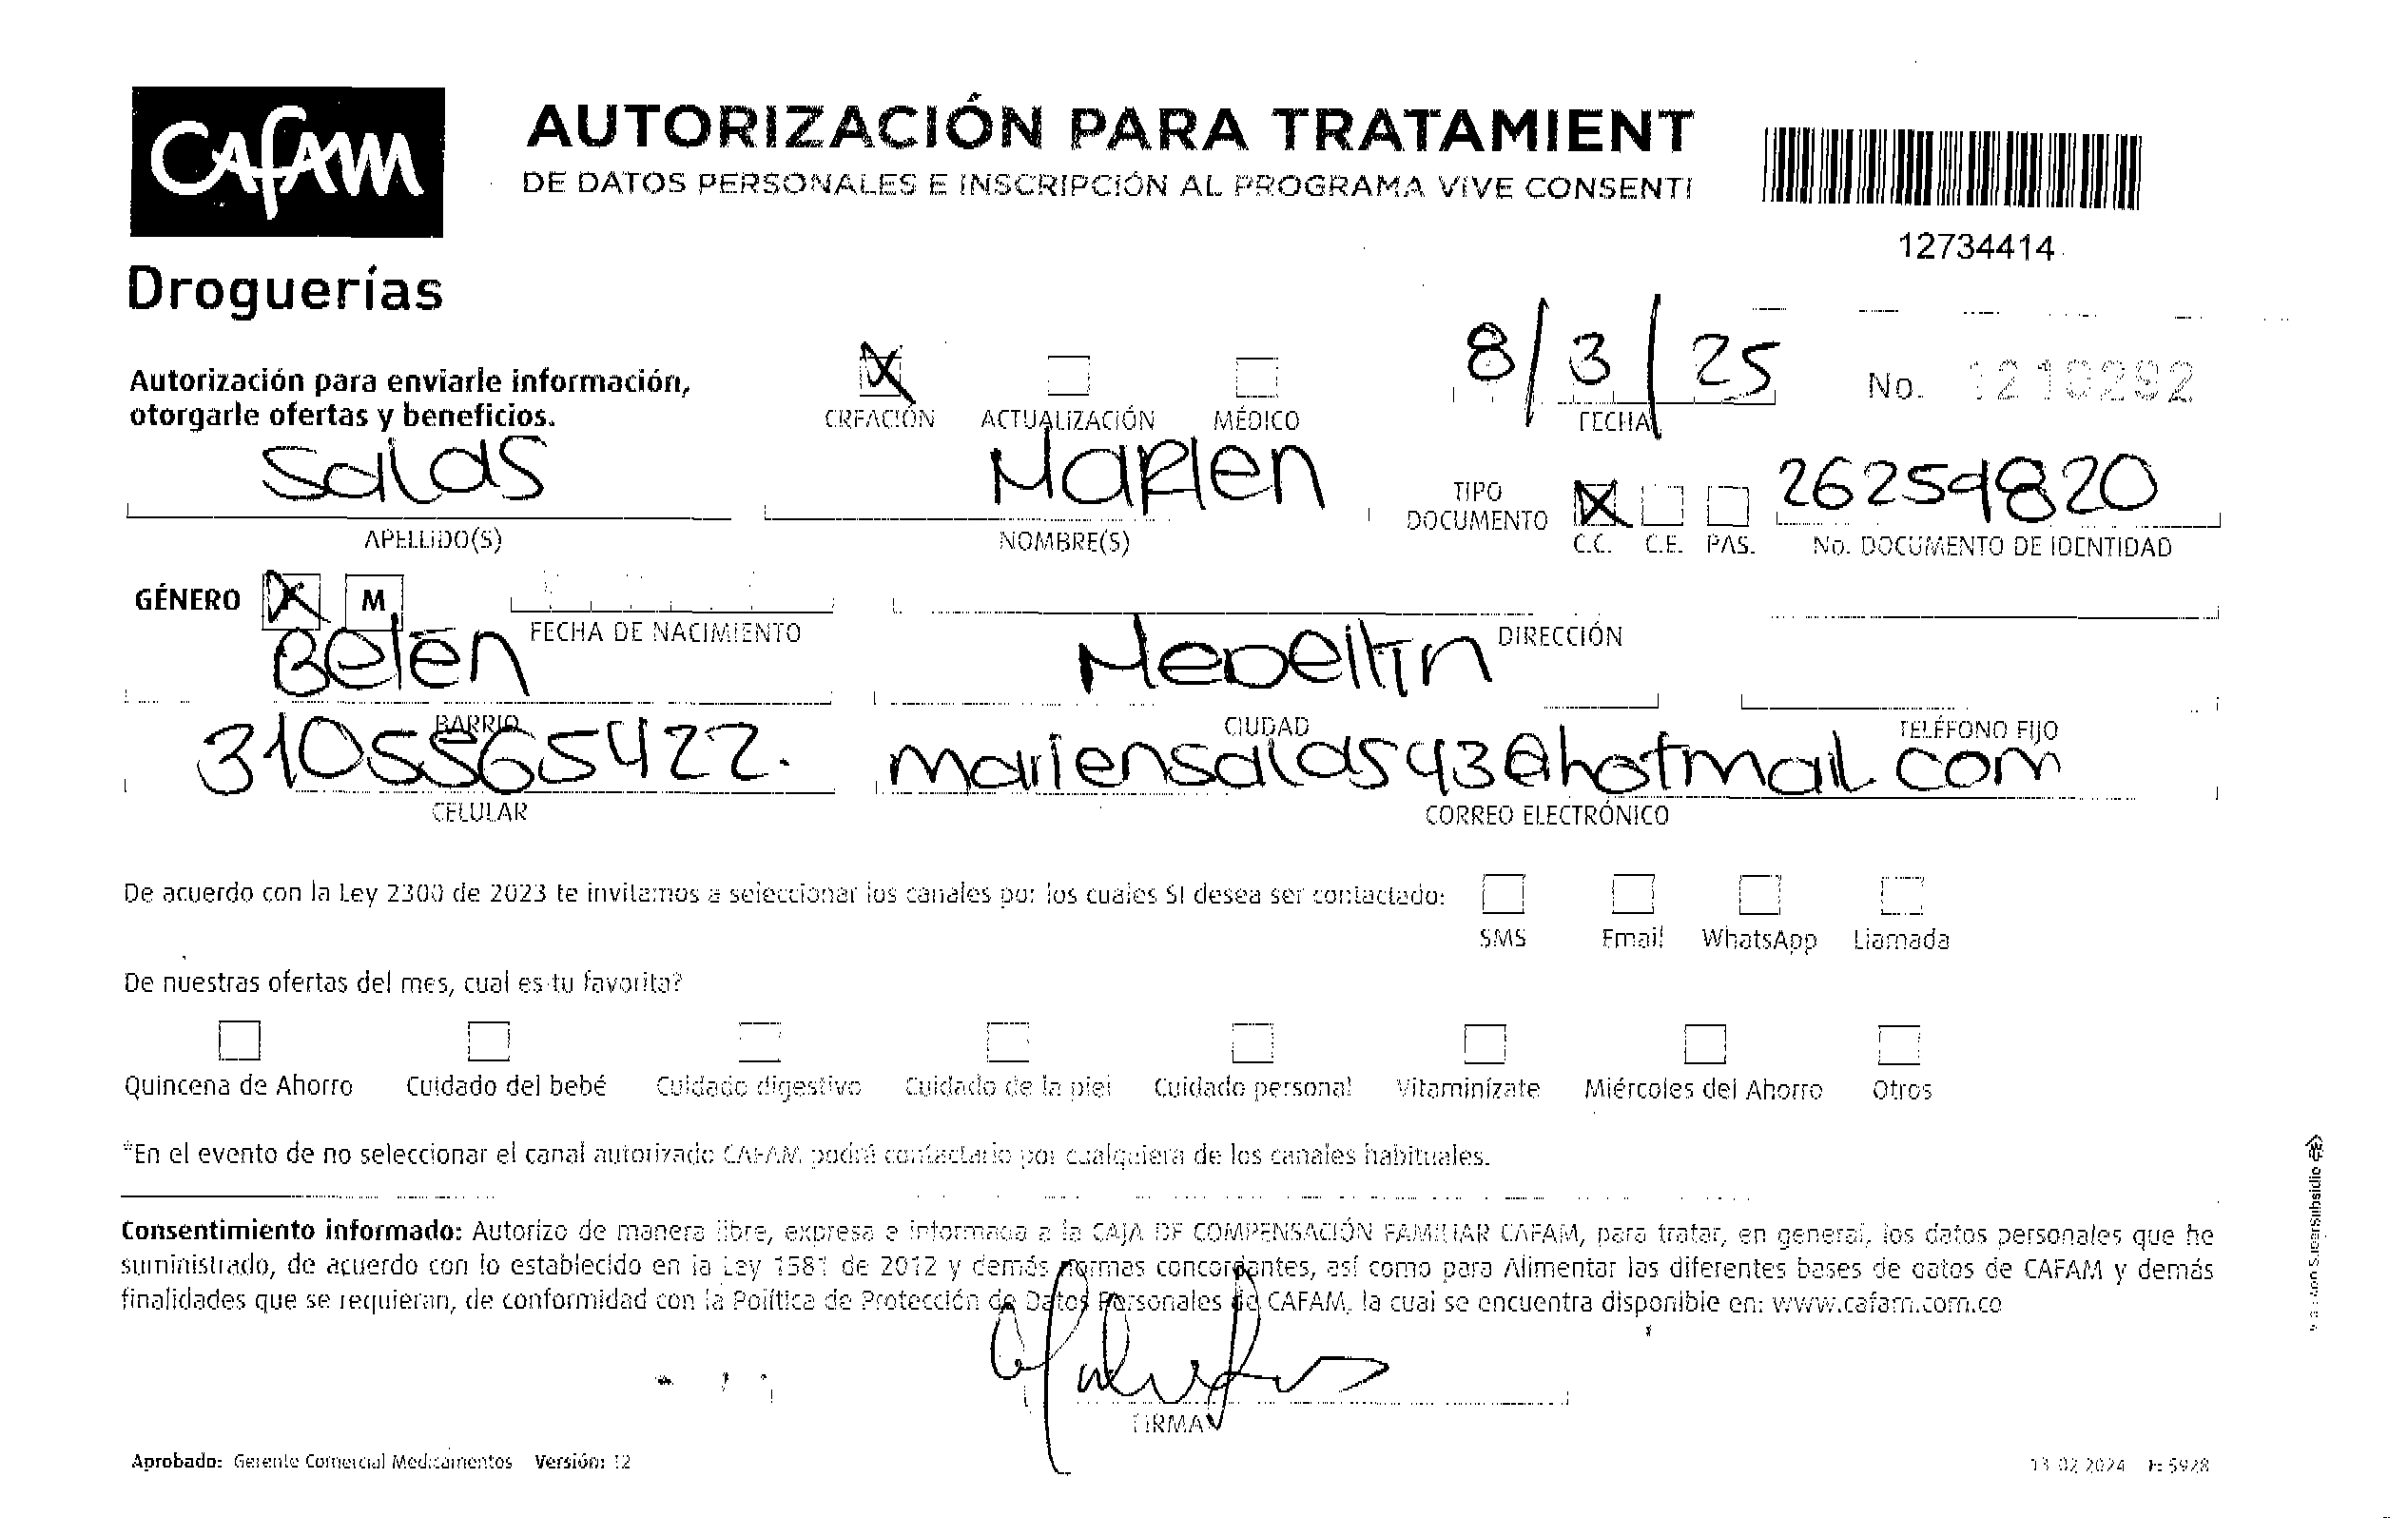 CAFAM
Droguerías
AUTORIZACIÓN PARA TRATAMIENT
DE DATOS PERSONALES E INSCRIPCIÓN AL PROGRAMA VIVE CONSENTI
12734414
Autorización para enviarle información,
otorgarle ofertas y beneficios.
CREACIÓN ACTUALIZACIÓN MÉDICO
8/3/25
FECHA
No. 1210292
Salas
APELLIDO(S)
Marlen
NOMBRE(S)
TIPO
DOCUMENTO
C.C. C.E. PAS.
26259820
No. DOCUMENTO DE IDENTIDAD
GÉNERO M
FECHA DE NACIMIENTO
DIRECCIÓN
Belén
BARRIO
Medellin
CIUDAD
TELÉFONO FIJO
3105565422.
CELULAR
marlensalas43@hotmail.com
CORREO ELECTRÓNICO
De acuerdo con la Ley 2300 de 2023 te invitamos a seleccionar los canales por los cuales SI desea ser contactado:
SMS Email WhatsApp Llamada
De nuestras ofertas del mes, cual es tu favorita?
Quincena de Ahorro Cuidado del bebé Cuidado digestivo Cuidado de la piel Cuidado personal Vitaminízate Miércoles del Ahorro Otros
*En el evento de no seleccionar el canal autorizado CAFAM podrá contactarlo por cualquiera de los canales habituales.
Consentimiento informado: Autorizo de manera libre, expresa e informada a la CAJA DE COMPENSACIÓN FAMILIAR CAFAM, para tratar, en general, los datos personales que he
suministrado, de acuerdo con lo establecido en la Ley 1581 de 2012 y demás normas concordantes, así como para Alimentar las diferentes bases de datos de CAFAM y demás
finalidades que se requieran, de conformidad con la Política de Protección de Datos Personales de CAFAM, la cual se encuentra disponible en: www.cafam.com.co
FIRMA
Aprobado: Gerente Comercial Medicamentos Versión: 12
13 02 2024 F: 5928
Supersubsidio